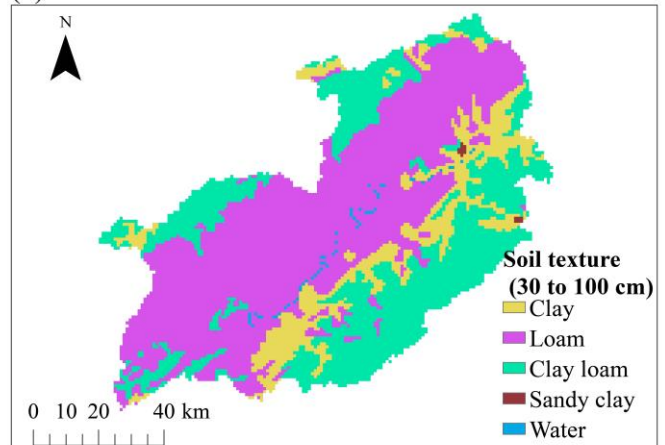 N
Soil texture
(30 to 100 cm)
Clay
Loam
Clay loam
Sandy clay
Water
0 10 20 40 km